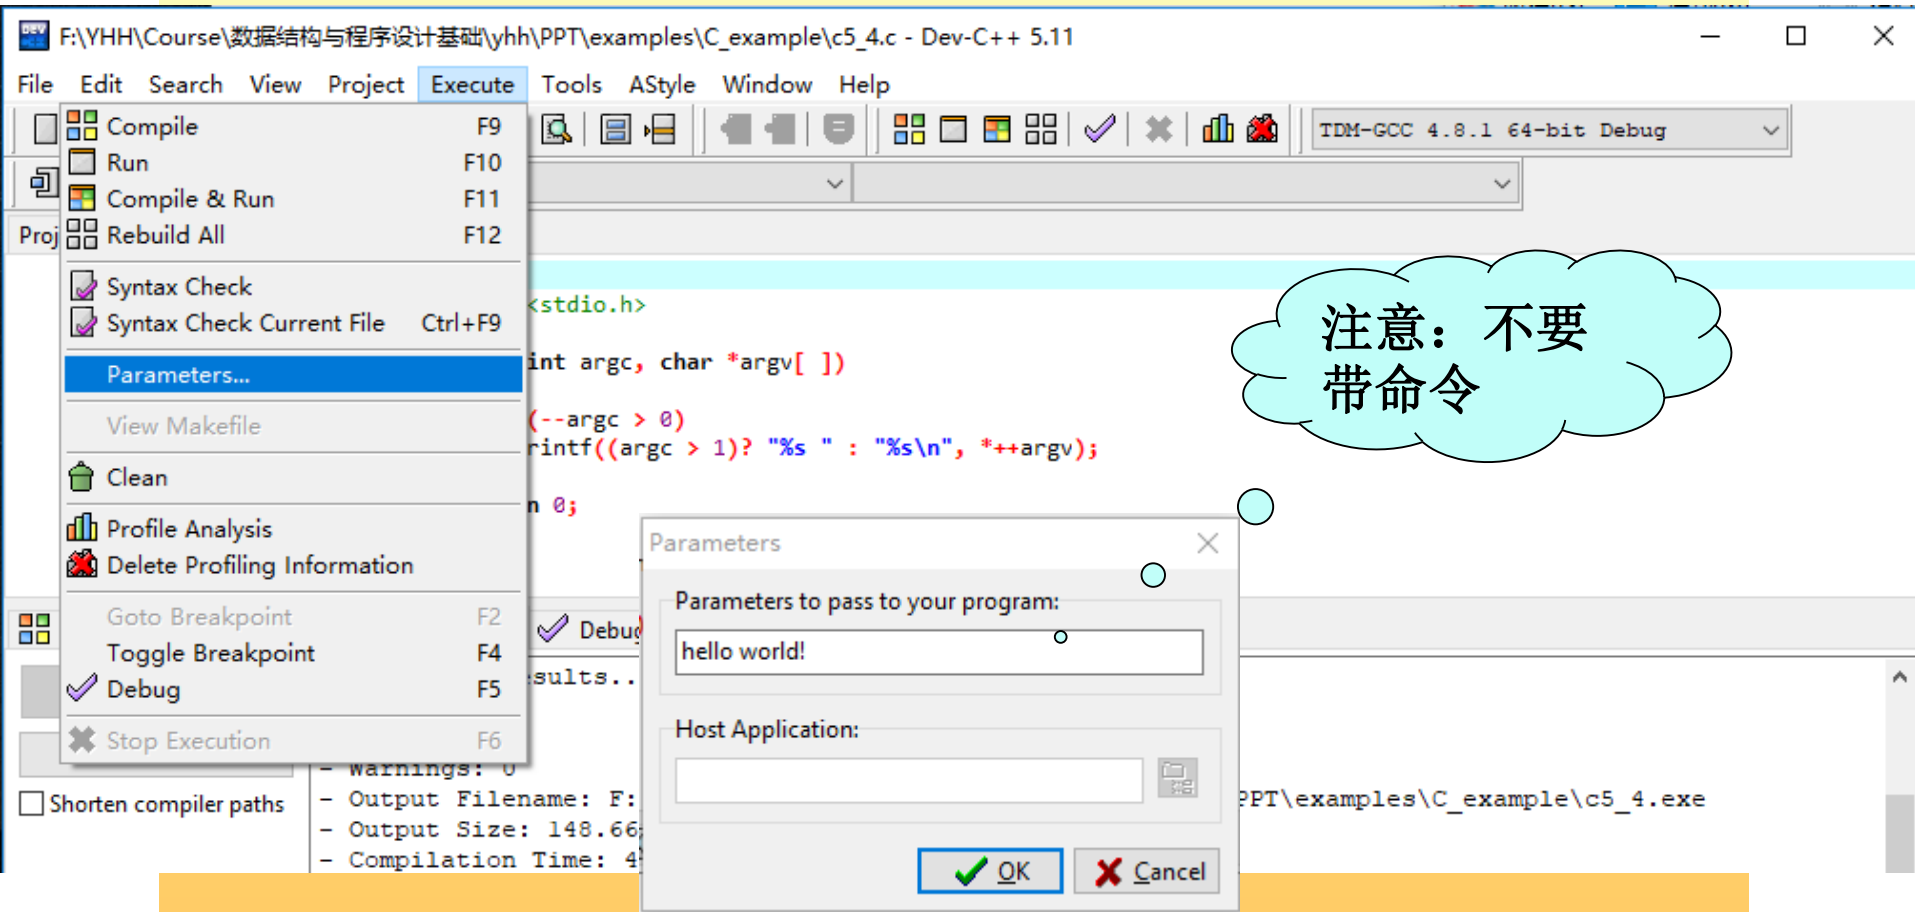 F:\YHH\Course\数据结构与程序设计基础\yhh\PPT\examples\C_example\c5_4.c - Dev-C++ 5.11
File Edit Search View Project Execute Tools AStyle Window Help
Compile F9
TDM-GCC 4.8.1 64-bit Debug
Run F10
Compile & Run F11
Proj
Rebuild All F12
Syntax Check
<stdio.h>
Syntax Check Current File Ctrl+F9
int argc, char *argv[ ])
Parameters...
(--argc > 0)
View Makefile
rintf((argc > 1)? "%s " : "%s\n", *++argv);
Clean
n 0;
注意：不要
带命令
Profile Analysis
Delete Profiling Information
Goto Breakpoint F2
Toggle Breakpoint F4
Debug F5
Stop Execution F6
Debug
sults..
- Warnings: 0
- Output Filename: F:
PPT\examples\C_example\c5_4.exe
- Output Size: 148.66
- Compilation Time: 4
Shorten compiler paths
Parameters
Parameters to pass to your program:
hello world!
Host Application:
OK Cancel